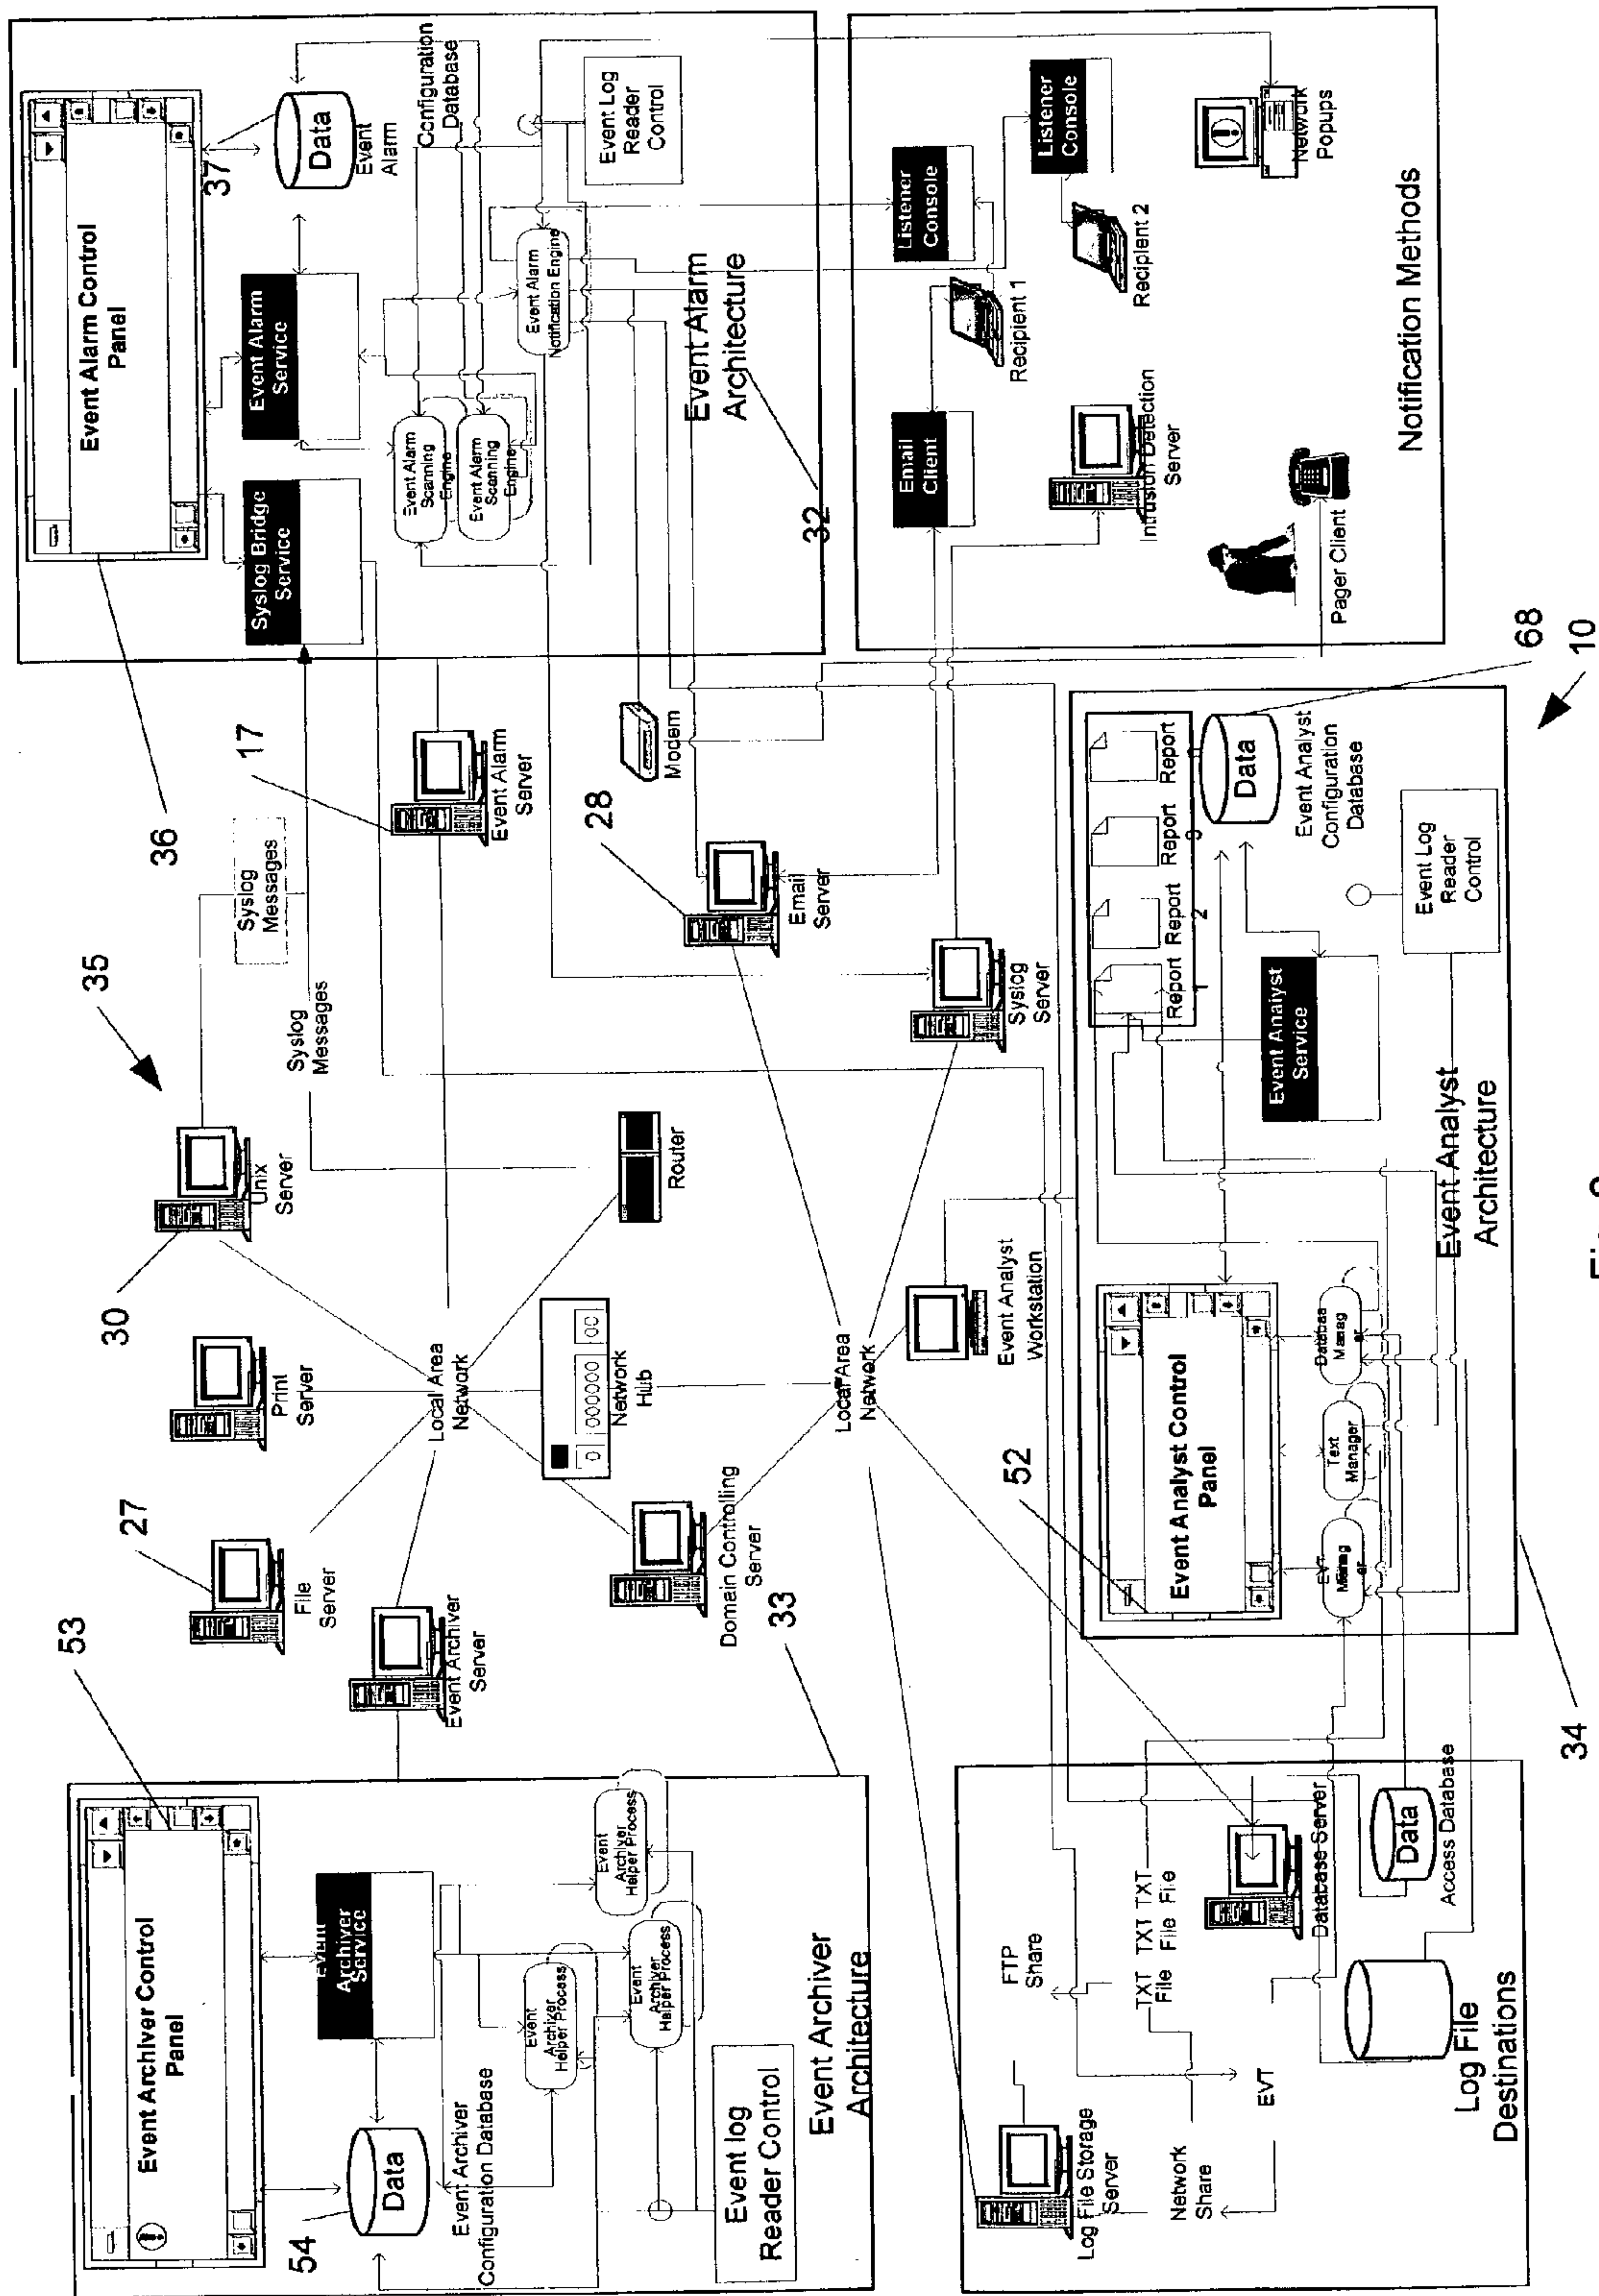 Event Archiver Control
Panel
53
Data
54
Event Archiver
Configuration Database
Event
Archiver
Service
Event
Archiver
Helper Process
Event
Archiver
Helper Process
Event
Archiver
Helper Process
Event log
Reader Control
Event Archiver
Architecture
33
File
Server
27
Print
Server
Unix
Server
30
35
Event Archiver
Server
Local Area
Network
Network
Hub
Router
Domain Controlling
Server
Syslog
Messages
Syslog
Messages
Event Alarm
Server
17
Modem
Email
Server
28
Syslog
Server
Local Area
Network
Event Analyst
Workstation
Event Alarm Control
Panel
36
37
Syslog Bridge
Service
Event Alarm
Service
Data
Event
Alarm
Configuration
Database
Event Alarm
Scanning
Engine
Event Alarm
Scanning
Engine
Event Alarm
Notification Engine
Event Log
Reader
Control
Event Alarm
Architecture
32
Email
Client
Listener
Console
Listener
Console
Recipient 1
Recipient 2
Intrusion Detection
Server
Pager Client
Network
Popups
Notification Methods
Log File Storage
Server
FTP
Share
Network
Share
TXT TXT TXT
File File File
EVT
Database Server
Data
Access Database
Log File
Destinations
Event Analyst Control
Panel
52
EVT
Manag
er
Text
Manager
Databas
Manag
er
Report
1
Report
2
Report
3
Report
n
Data
68
Event Analyst
Configuration
Database
Event Analyst
Service
Event Log
Reader
Control
Event Analyst
Architecture
34
10